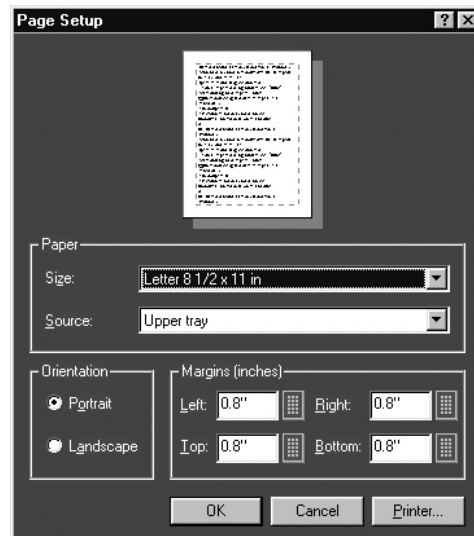 Page Setup
Paper
Size: Letter 8 1/2 x 11 in
Source: Upper tray
Orientation
Portrait
Landscape
Margins (inches)
Left: 0.8" Right: 0.8"
Top: 0.8" Bottom: 0.8"
OK Cancel Printer...